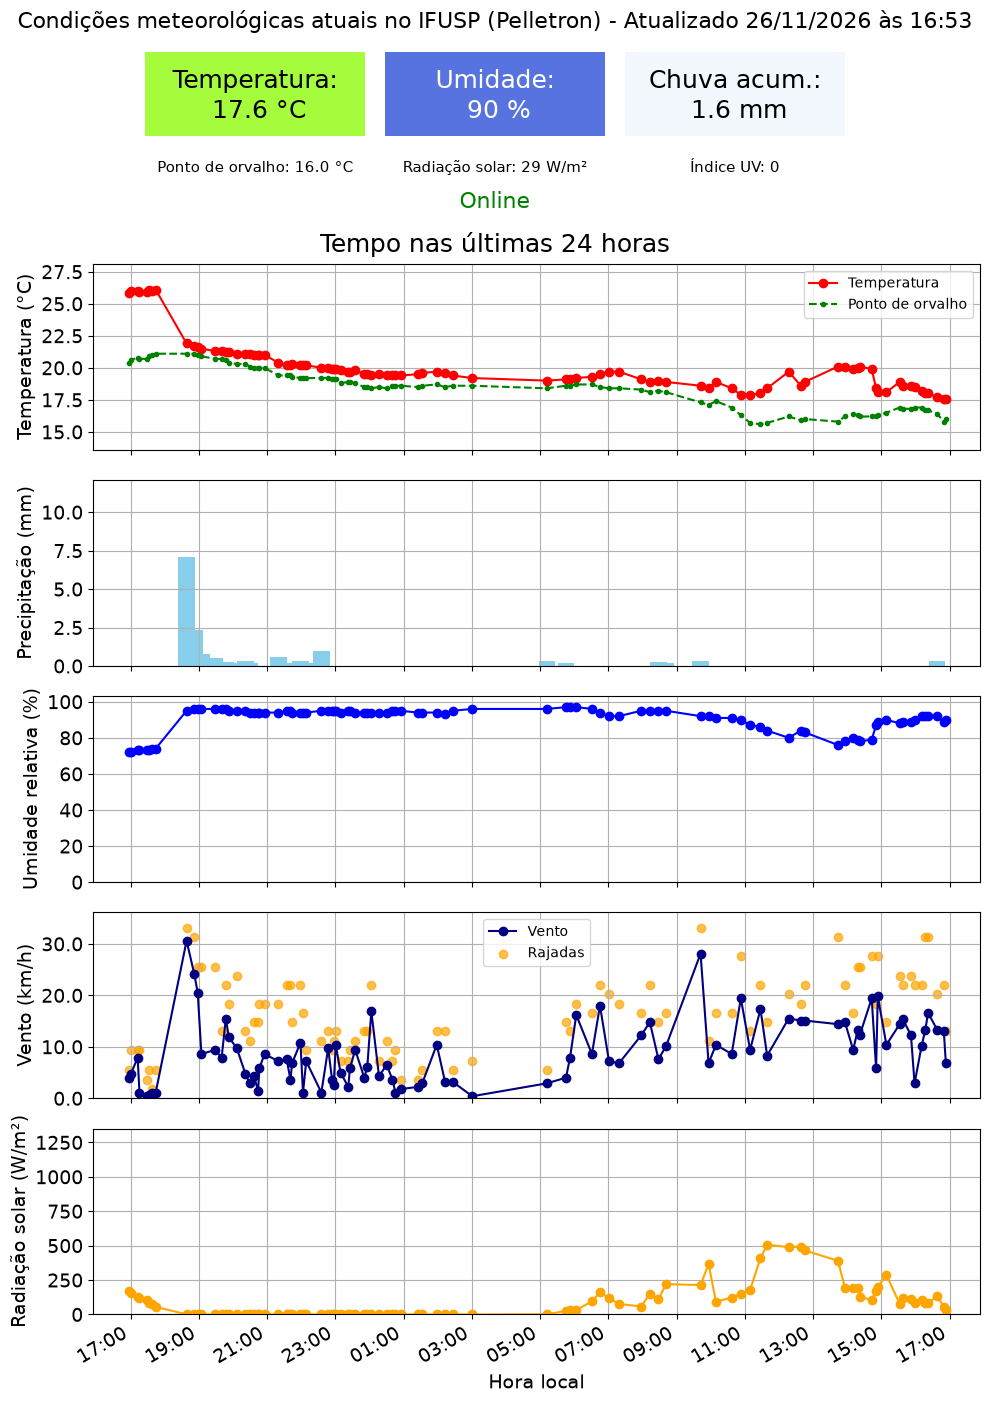 Condições meteorológicas atuais no IFUSP (Pelletron) - Atualizado 26/11/2026 às 16:53
Temperatura:
17.6 °C
Umidade:
90 %
Chuva acum.:
1.6 mm
Ponto de orvalho: 16.0 °C
Radiação solar: 29 W/m²
Índice UV: 0
Online
Tempo nas últimas 24 horas
Temperatura (°C)
27.5
25.0
22.5
20.0
17.5
15.0
Temperatura
Ponto de orvalho
Precipitação (mm)
10.0
7.5
5.0
2.5
0.0
Umidade relativa (%)
100
80
60
40
20
0
Vento (km/h)
30.0
20.0
10.0
0.0
Vento
Rajadas
Radiação solar (W/m²)
1250
1000
750
500
250
0
17:00
19:00
21:00
23:00
01:00
03:00
05:00
07:00
09:00
11:00
13:00
15:00
17:00
Hora local